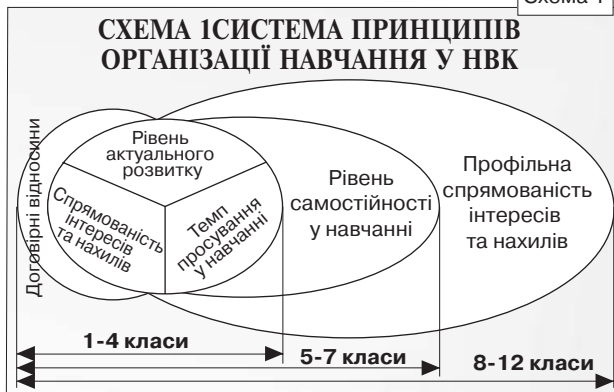 Схема 1
СХЕМА 1СИСТЕМА ПРИНЦИПІВ
ОРГАНІЗАЦІЇ НАВЧАННЯ У НВК
Договірні відносини
Рівень
актуального
розвитку
Спрямованість
інтересів
та нахилів
Темп
просування
у навчанні
Рівень
самостійності
у навчанні
Профільна
спрямованість
інтересів
та нахилів
1-4 класи
5-7 класи
8-12 класи